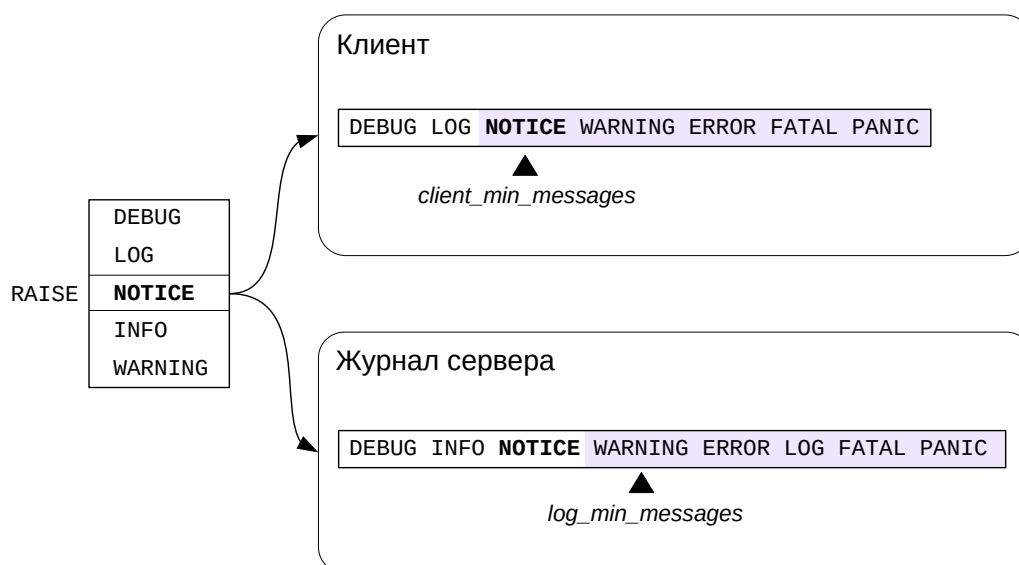 Клиент
DEBUG LOG NOTICE WARNING ERROR FATAL PANIC
client_min_messages
DEBUG
LOG
RAISE NOTICE
INFO
WARNING
Журнал сервера
DEBUG INFO NOTICE WARNING ERROR LOG FATAL PANIC
log_min_messages